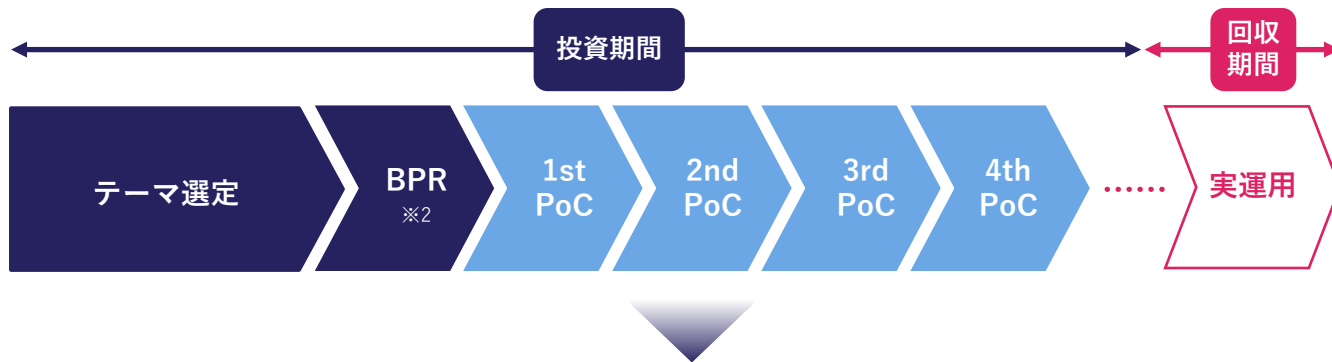 投資期間
回収
期間
テーマ選定
BPR
※2
1st
PoC
2nd
PoC
3rd
PoC
4th
PoC
……
実運用